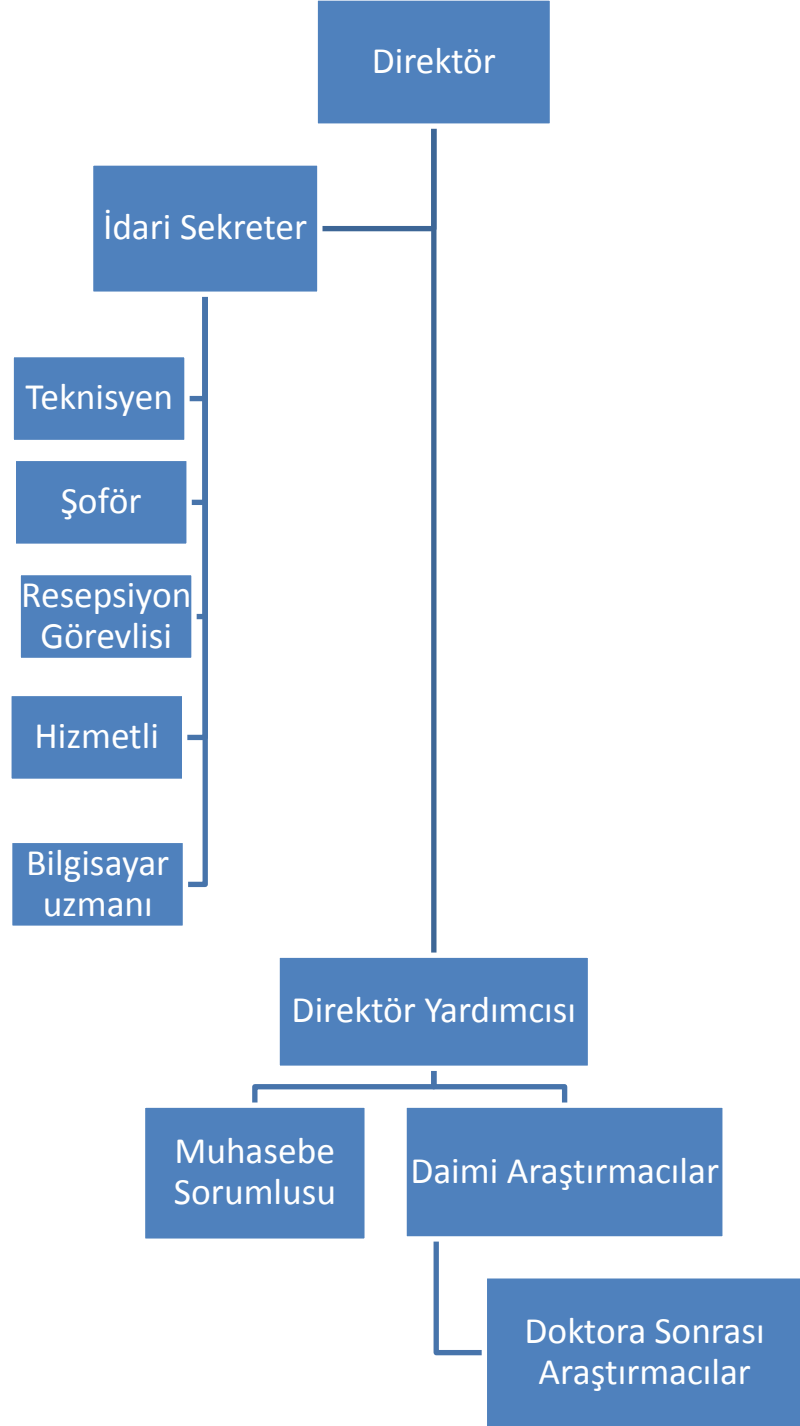 Direktör
İdari Sekreter
Teknisyen
Şoför
Resepsiyon
Görevlisi
Hizmetli
Bilgisayar
uzmanı
Direktör Yardımcısı
Muhasebe
Sorumlusu
Daimi Araştırmacılar
Doktora Sonrası
Araştırmacılar